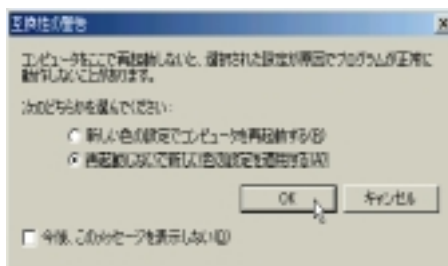 互換性の警告
コンピュータをここで再起動しないと、選択された設定が原因でプログラムが正常に
動作しないことがあります。
次のどちらかを選んでください:
新しい色の設定でコンピュータを再起動する(B)
再起動しないで新しい色の設定を適用する(A)
OK
キャンセル
今後、このメッセージを表示しない(D)